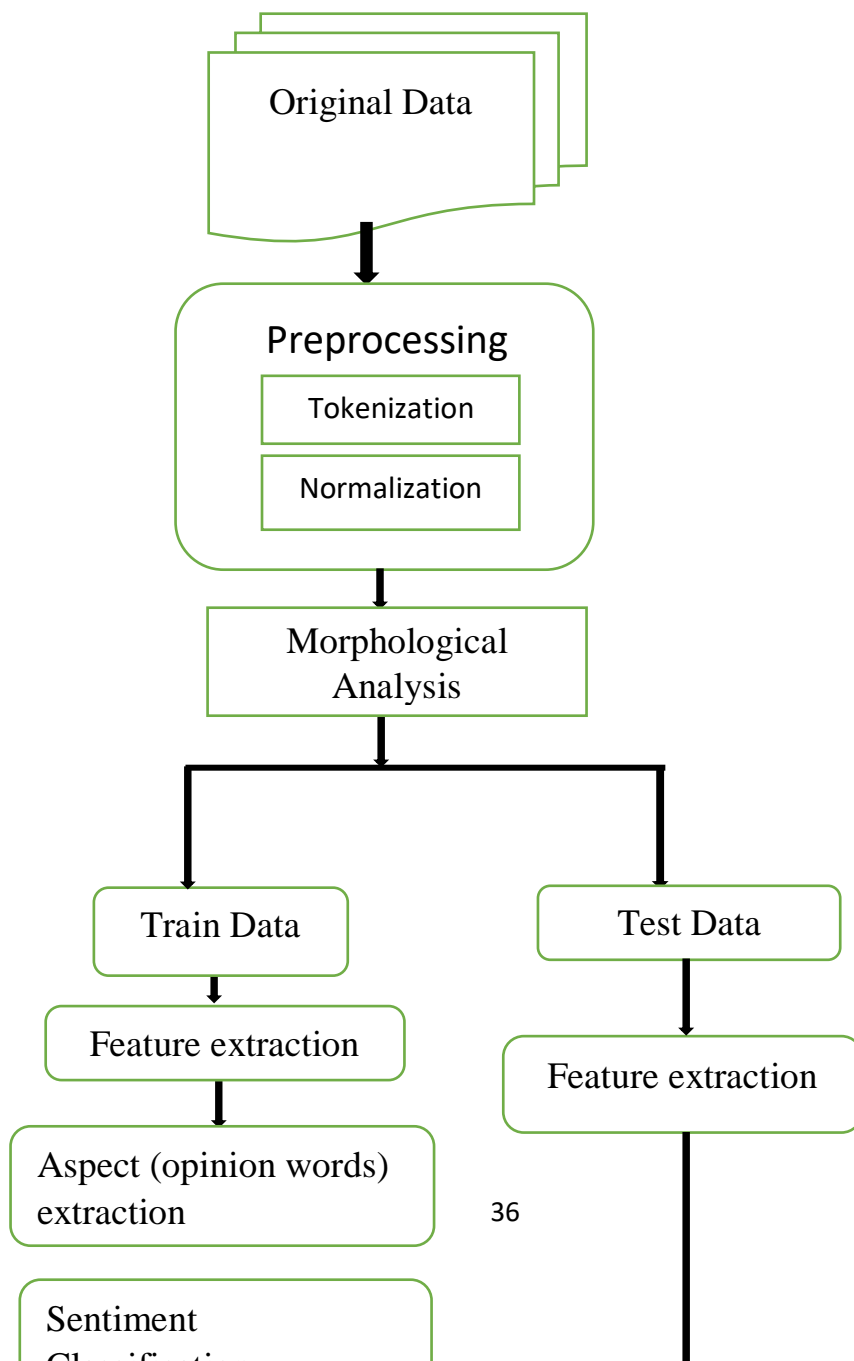 Original Data
Preprocessing
Tokenization
Normalization
Morphological
Analysis
Train Data
Test Data
Feature extraction
Feature extraction
Aspect (opinion words)
extraction
36
Sentiment